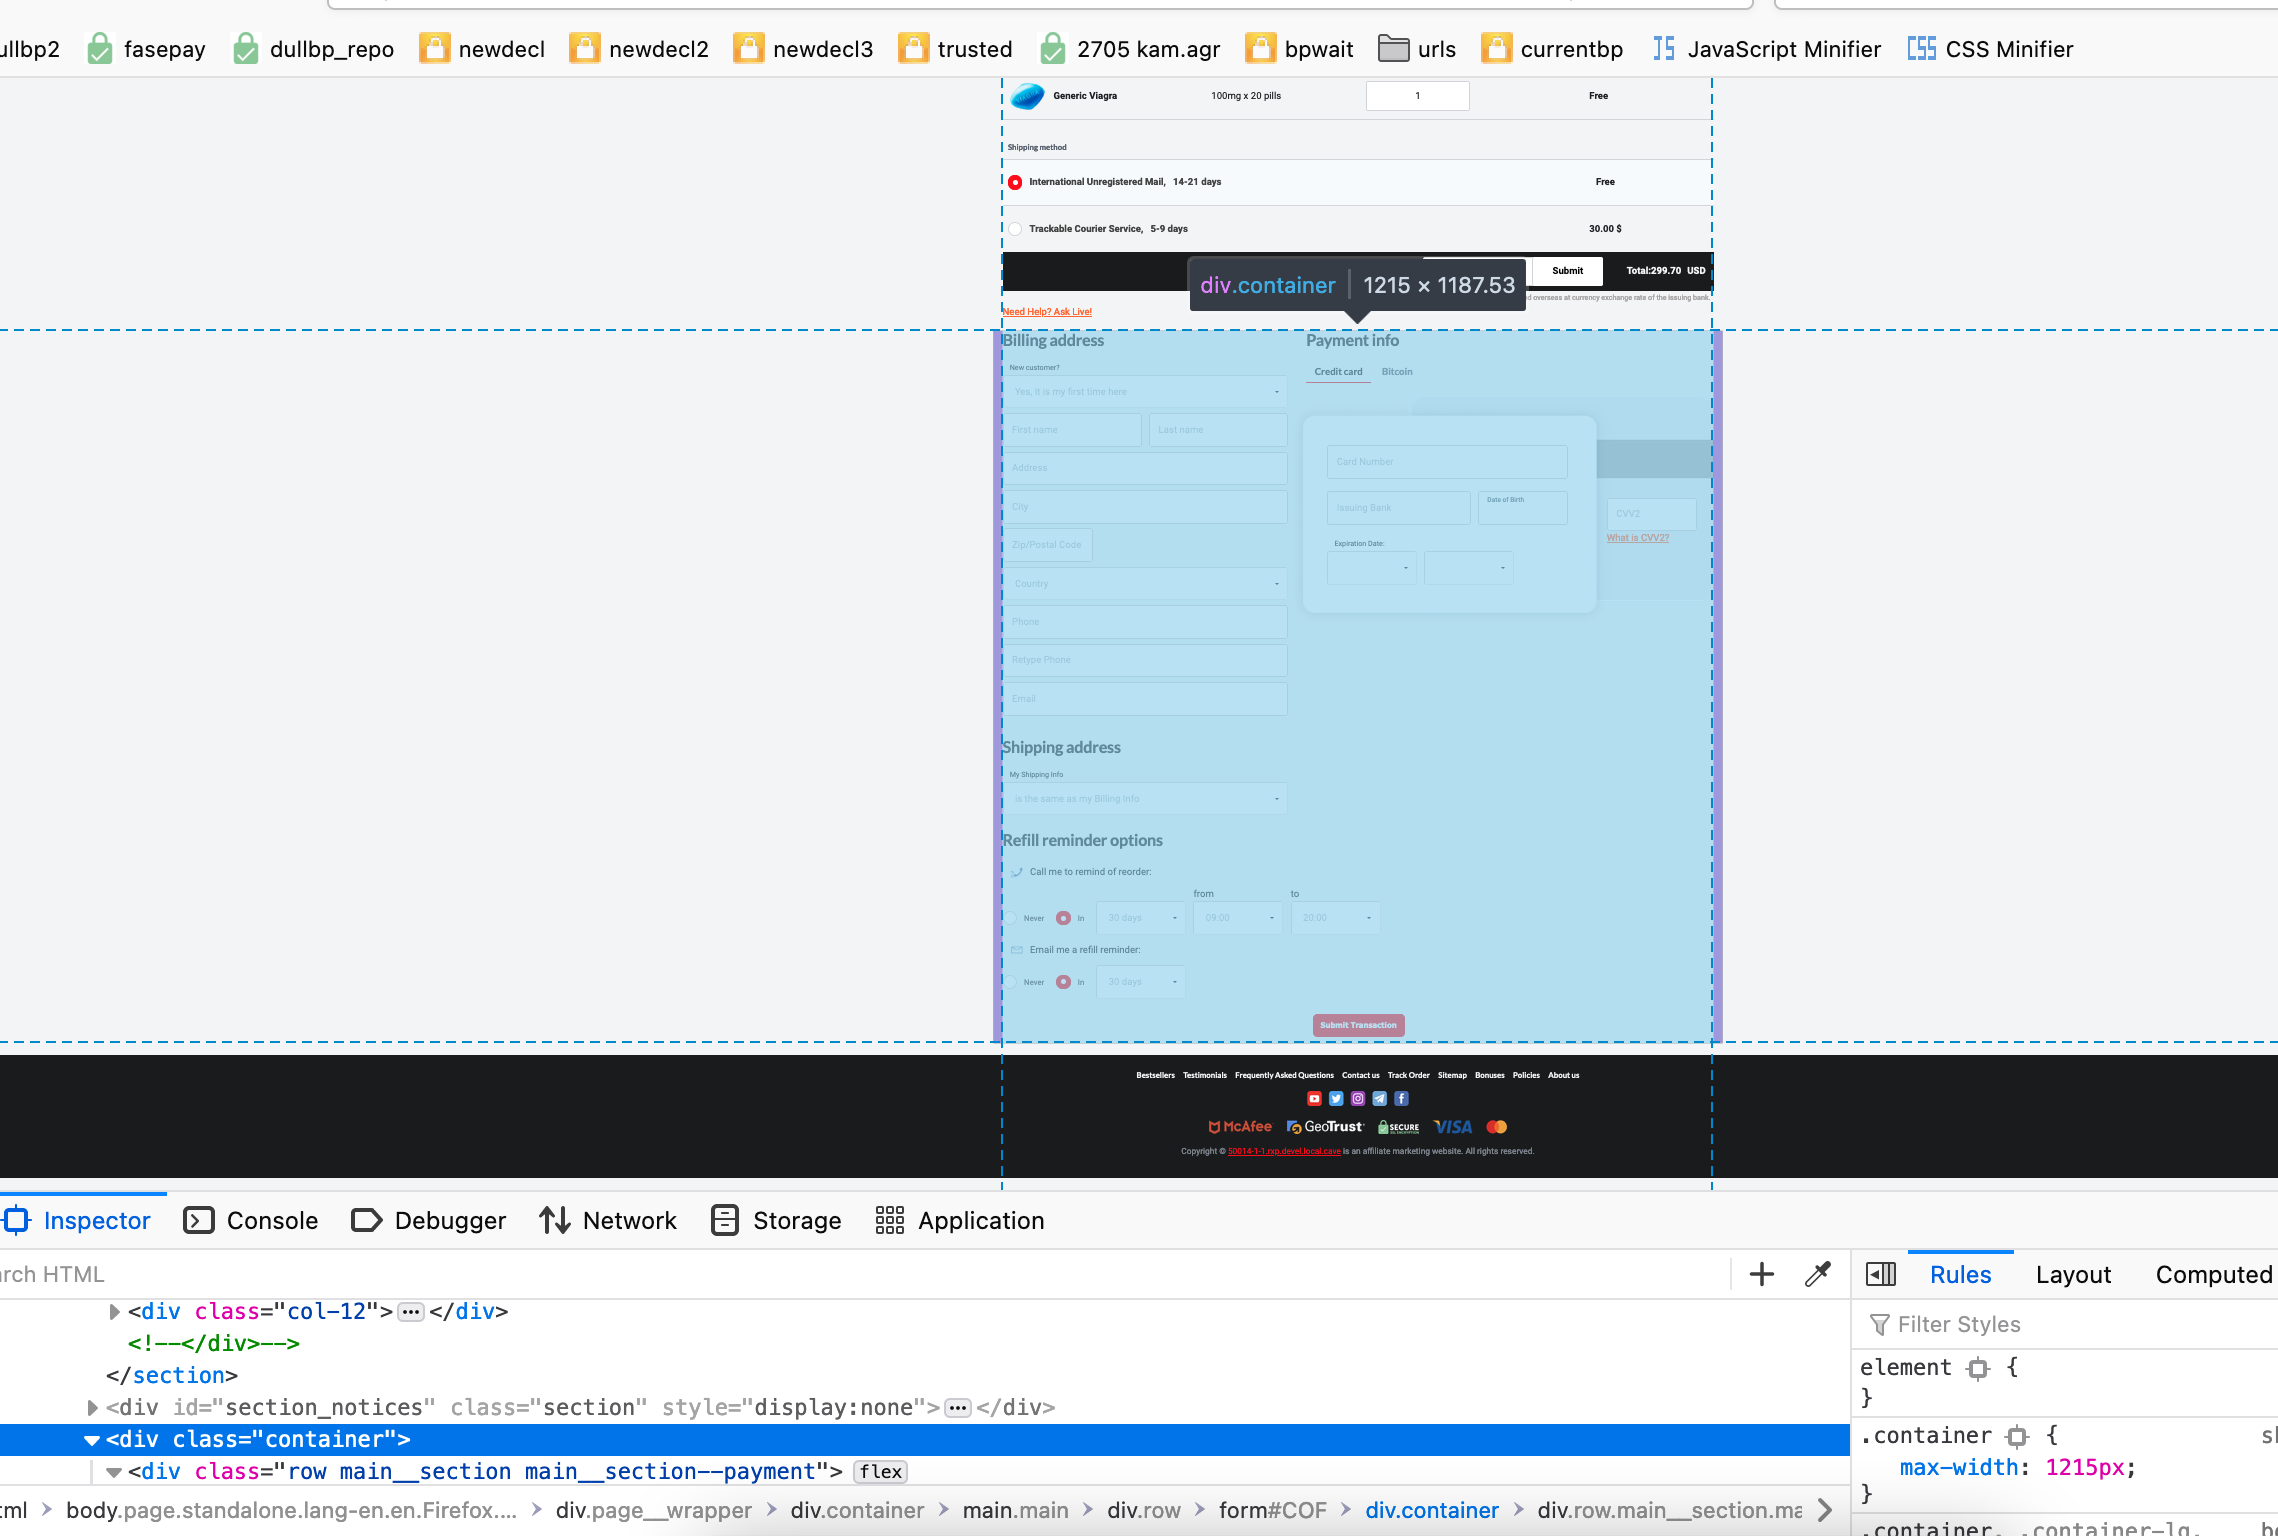 ullbp2 fasepay dullbp_repo newdecl newdecl2 newdecl3 trusted 2705 kam.agr bpwait urls currentbp JavaScript Minifier CSS Minifier
Generic Viagra 100mg x 20 pills 1 Free
Shipping method
International Unregistered Mail, 14-21 days Free
Trackable Courier Service, 5-9 days 30.00 $
Submit Total:299.70 USD
div.container 1215 × 1187.53
ed overseas at currency exchange rate of the issuing bank.
Need Help? Ask Live!
Billing address Payment info
New customer? Credit card Bitcoin
Yes, it is my first time here
First name Last name
Address Card Number
City Issuing Bank Date of Birth CVV2
What is CVV2?
Zip/Postal Code Expiration Date:
Country
Phone
Retype Phone
Email
Shipping address
My Shipping Info
is the same as my Billing Info
Refill reminder options
Call me to remind of reorder:
from to
Never In 30 days 09:00 20:00
Email me a refill reminder:
Never In 30 days
Submit Transaction
Bestsellers Testimonials Frequently Asked Questions Contact us Track Order Sitemap Bonuses Policies About us
McAfee GeoTrust SECURE VISA
Copyright © 50014-1-1.rxp.devel.local.cave is an affiliate marketing website. All rights reserved.
Inspector Console Debugger Network Storage Application
rch HTML Rules Layout Computed
<div class="col-12">⋯</div>
<!--</div>-->
</section>
<div id="section_notices" class="section" style="display:none">⋯</div>
<div class="container">
<div class="row main__section main__section--payment"> flex
tml body.page.standalone.lang-en.en.Firefox.... div.page__wrapper div.container main.main div.row form#COF div.container div.row.main__section.ma
Filter Styles
element {
}
.container {
max-width: 1215px;
}
.container, .container-lg,